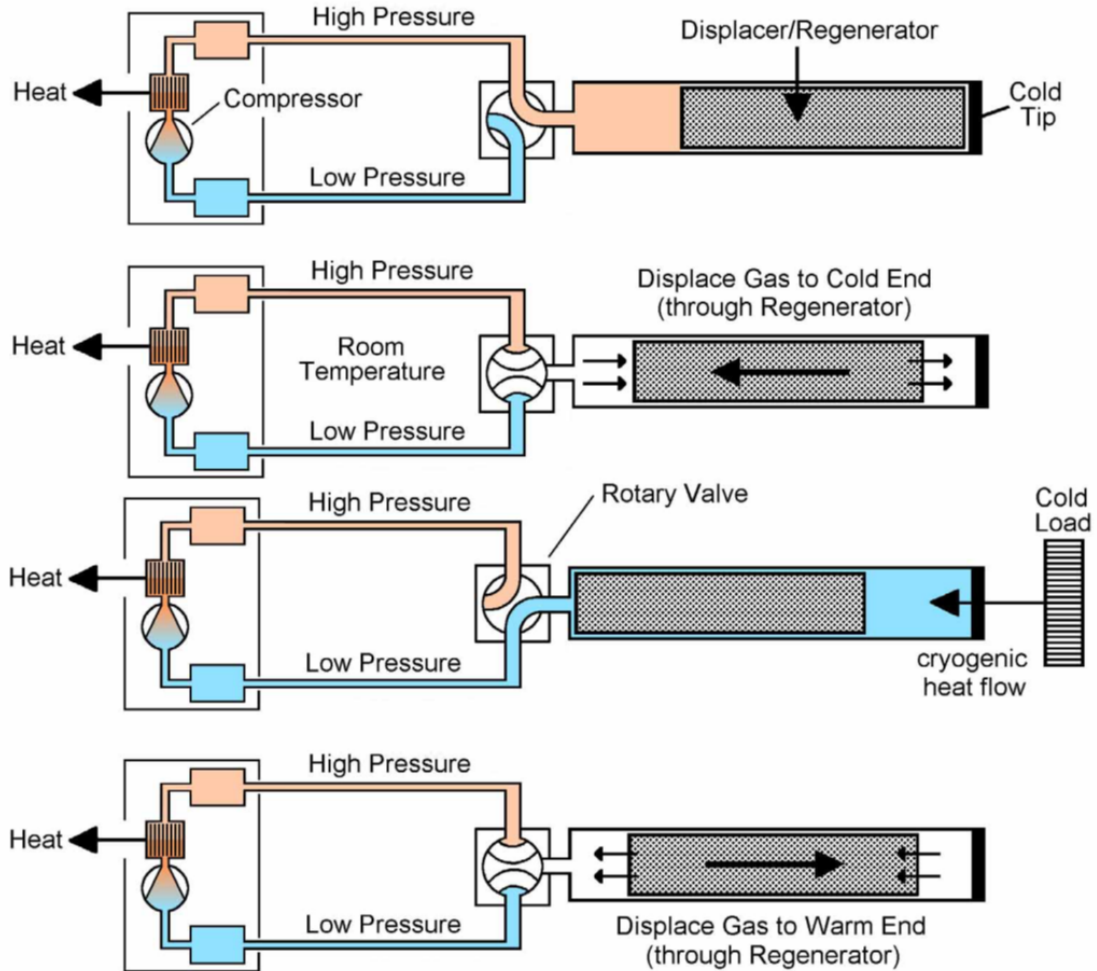 High Pressure
Displacer/Regenerator
Heat
Compressor
Cold
Tip
Low Pressure
High Pressure
Displace Gas to Cold End
(through Regenerator)
Heat
Room
Temperature
Low Pressure
High Pressure
Rotary Valve
Cold
Load
Heat
Low Pressure
cryogenic
heat flow
High Pressure
Heat
Low Pressure
Displace Gas to Warm End
(through Regenerator)